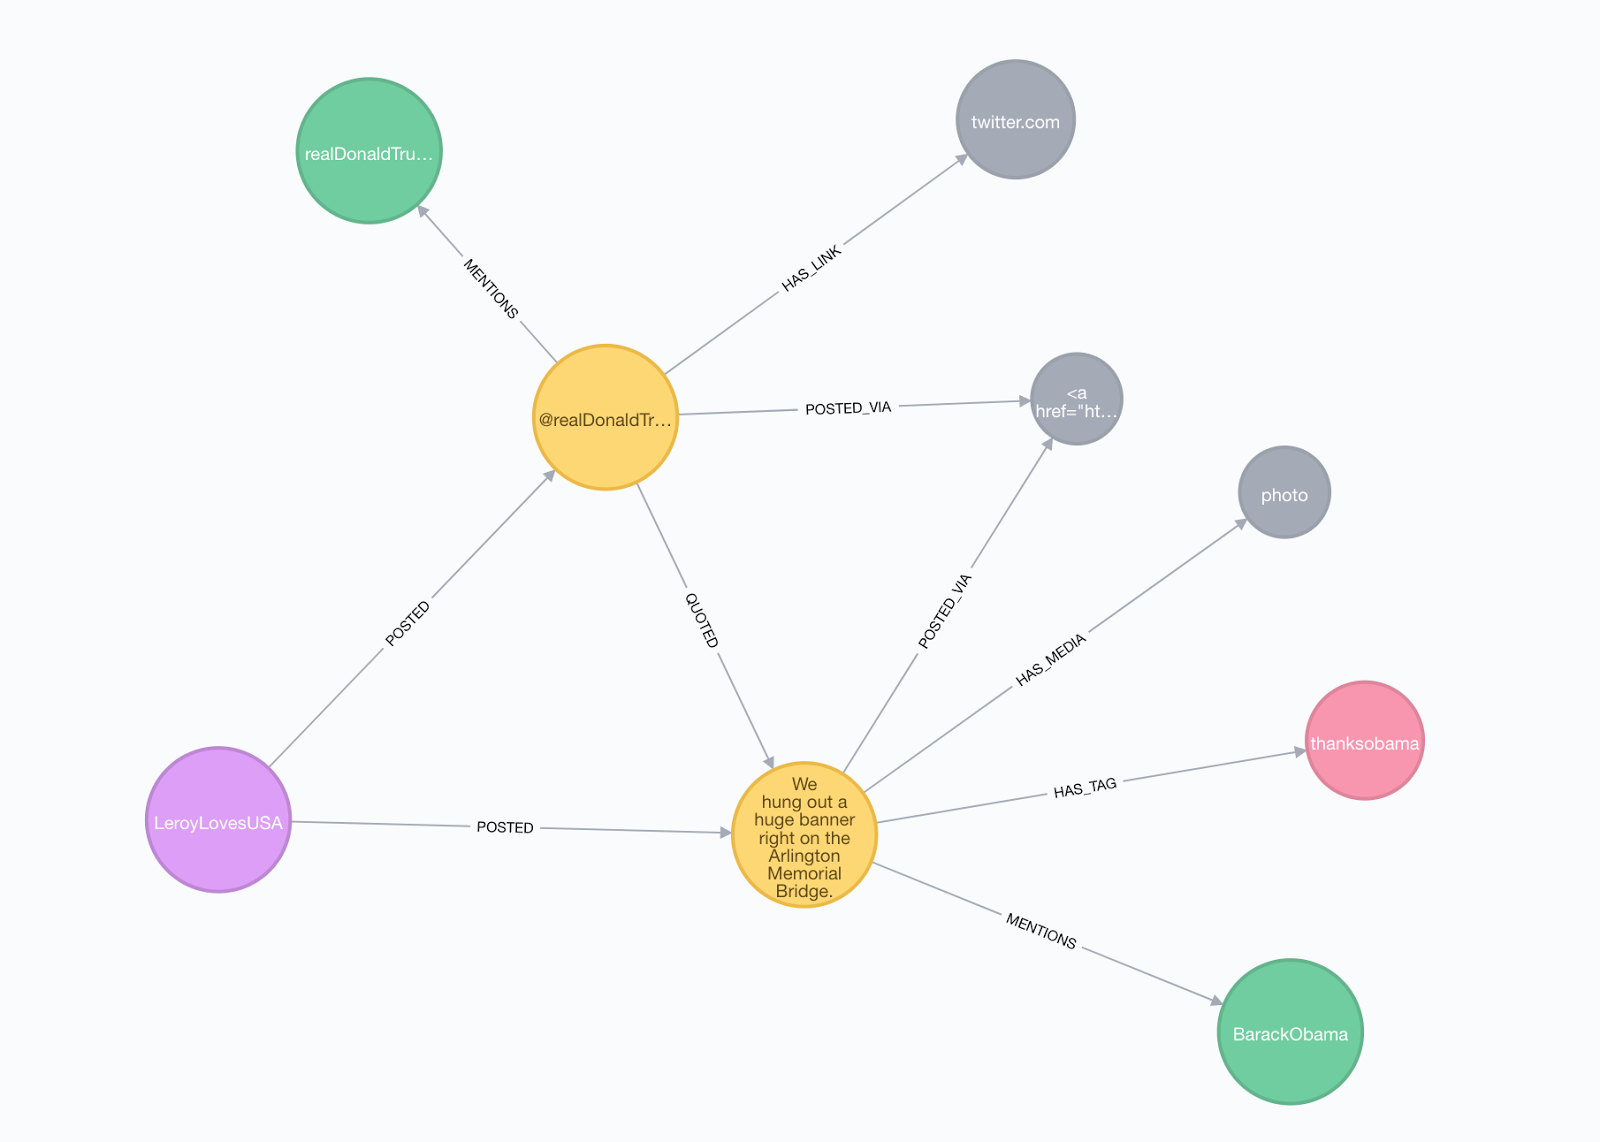 twitter.com
realDonaldTru…
HAS_LINK
MENTIONS
<a
href="ht…
POSTED_VIA
@realDonaldTr…
photo
POSTED
QUOTED
POSTED_VIA
HAS_MEDIA
thanksobama
HAS_TAG
LeroyLovesUSA
POSTED
We
hung out a
huge banner
right on the
Arlington
Memorial
Bridge.
MENTIONS
BarackObama